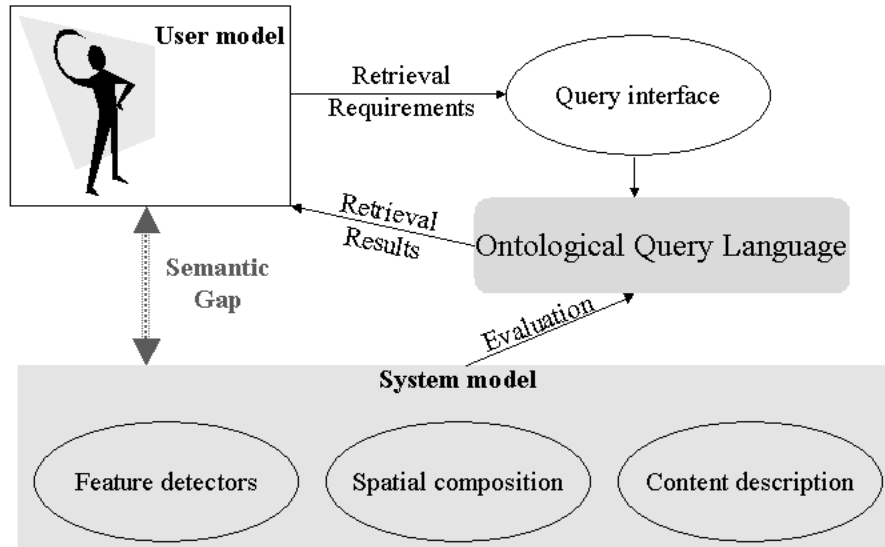 User model
Retrieval
Requirements
Query interface
Retrieval
Results
Ontological Query Language
Semantic
Gap
Evaluation
System model
Feature detectors
Spatial composition
Content description